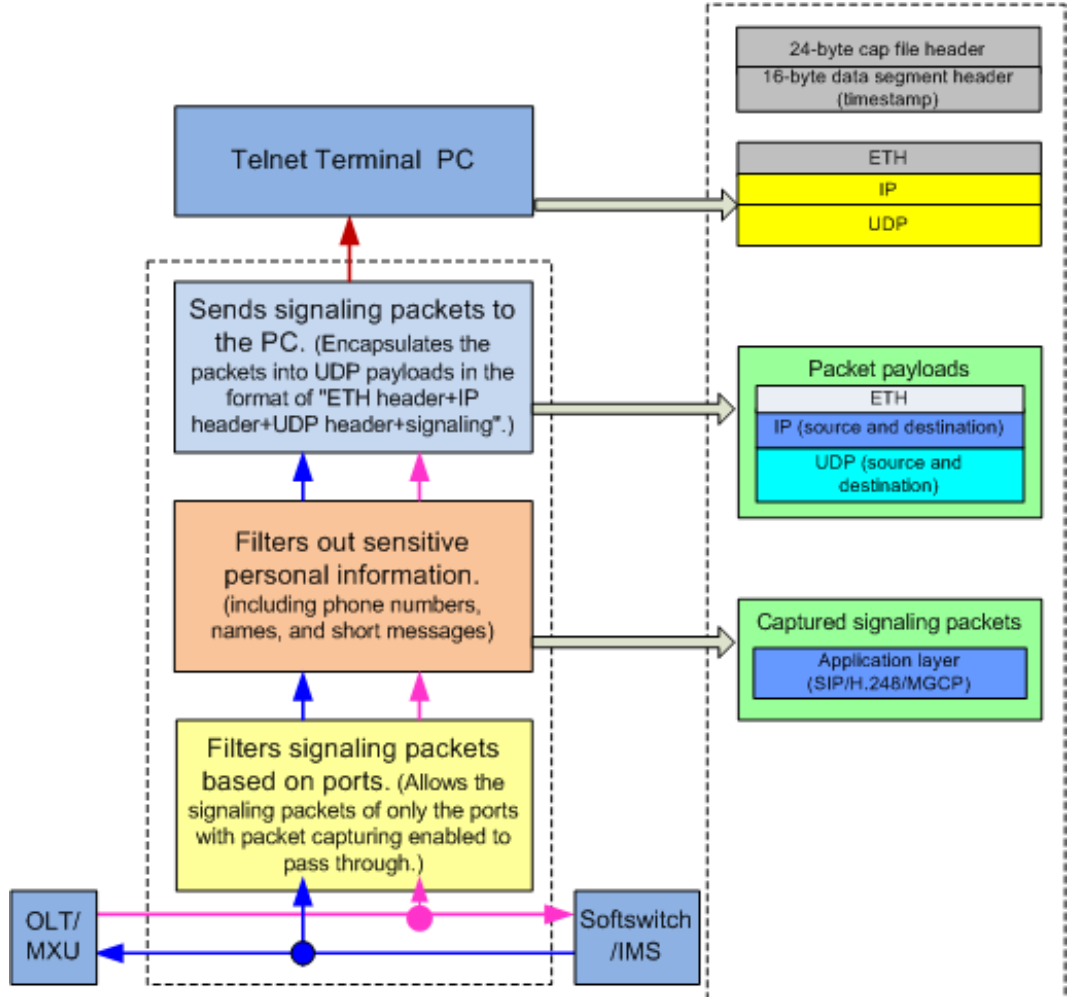 24-byte cap file header
16-byte data segment header
(timestamp)
Telnet Terminal PC
ETH
IP
UDP
Sends signaling packets to
the PC. (Encapsulates the
packets into UDP payloads in the
format of "ETH header+IP
header+UDP header+signaling".)
Packet payloads
ETH
IP (source and destination)
UDP (source and
destination)
Filters out sensitive
personal information.
(including phone numbers,
names, and short messages)
Captured signaling packets
Application layer
(SIP/H.248/MGCP)
Filters signaling packets
based on ports. (Allows the
signaling packets of only the ports
with packet capturing enabled to
pass through.)
OLT/
MXU
Softswitch
/IMS